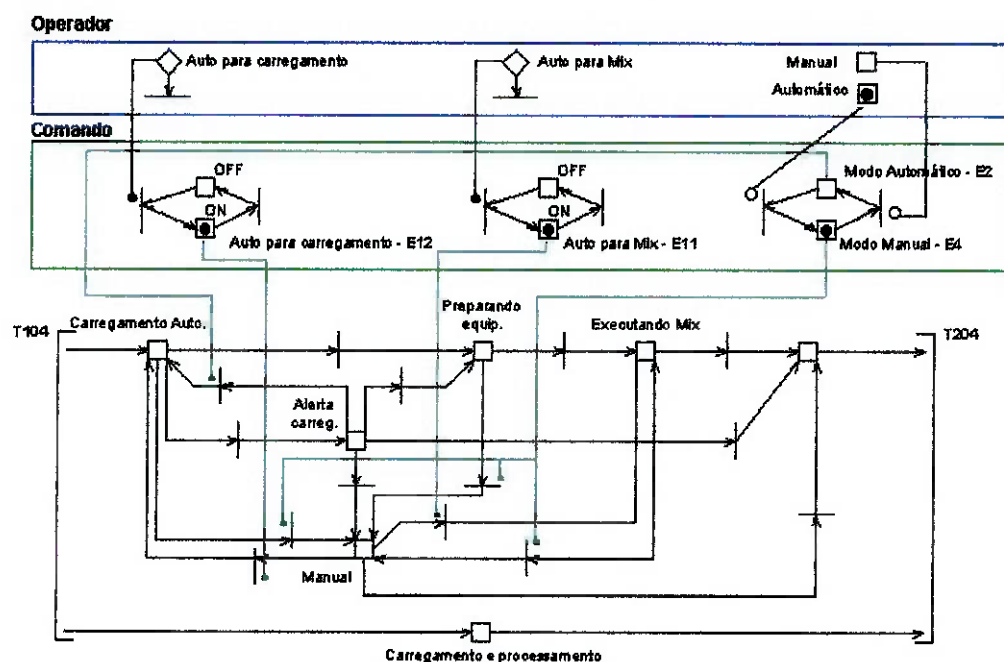 Operador
Auto para carregamento
Auto para Mix
Manual
Automático
Comando
OFF
ON
Auto para carregamento - E12
OFF
ON
Auto para Mix - E11
Modo Automático - E2
Modo Manual - E4
T104
Carregamento Auto.
Preparando
equip.
Executando Mix
T204
Alerta
carreg.
Manual
Carregamento e processamento